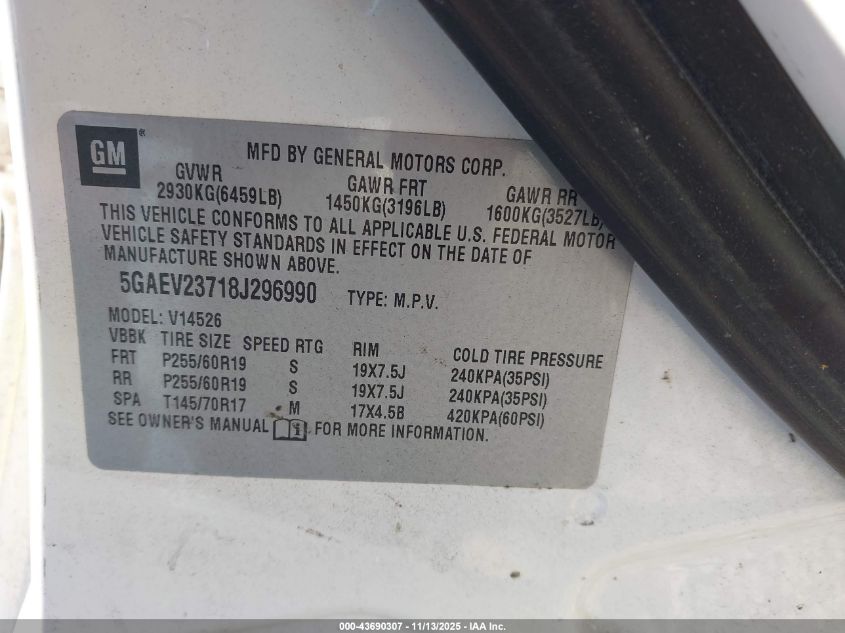 GM ® MFD BY GENERAL MOTORS CORP.
GVWR GAWR FRT GAWR RR
2930KG(6459LB) 1450KG(3196LB) 1600KG(3527LB)
THIS VEHICLE CONFORMS TO ALL APPLICABLE U.S. FEDERAL MOTOR
VEHICLE SAFETY STANDARDS IN EFFECT ON THE DATE OF
MANUFACTURE SHOWN ABOVE.
5GAEV23718J296990 TYPE: M.P.V.
MODEL: V14526
VBBK TIRE SIZE SPEED RTG RIM COLD TIRE PRESSURE
FRT P255/60R19 S 19X7.5J 240KPA(35PSI)
RR P255/60R19 S 19X7.5J 240KPA(35PSI)
SPA T145/70R17 M 17X4.5B 420KPA(60PSI)
SEE OWNER'S MANUAL i FOR MORE INFORMATION.
000-43690307 - 11/13/2025 - IAA Inc.